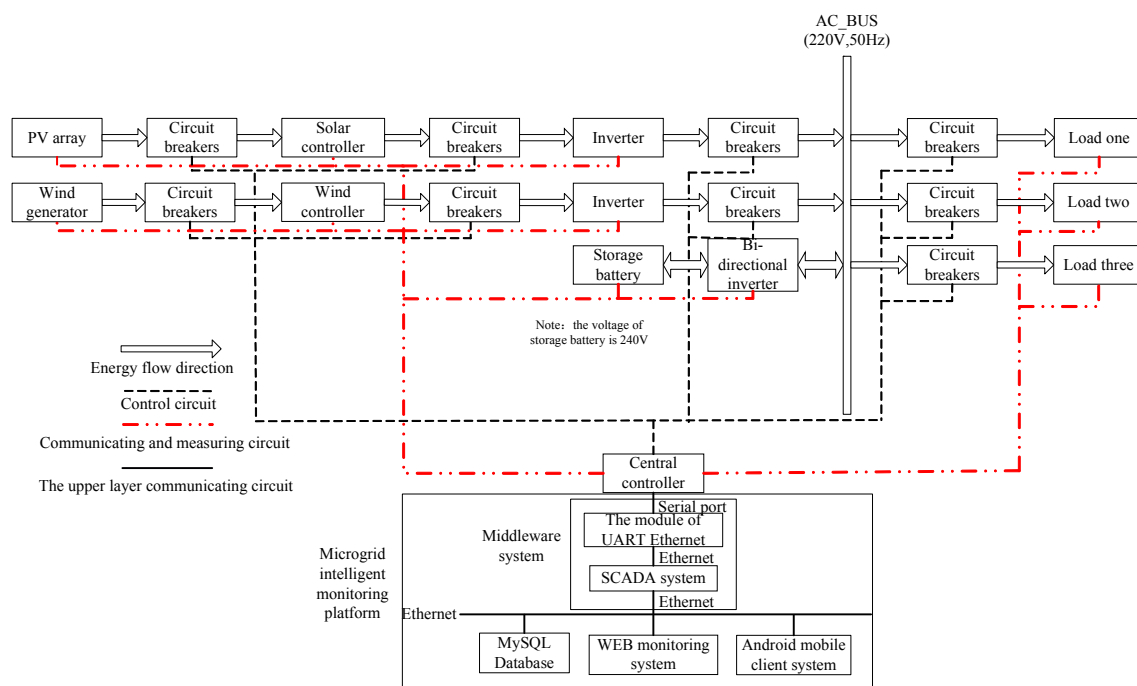 AC_BUS
(220V,50Hz)
PV array
Circuit
breakers
Solar
controller
Circuit
breakers
Inverter
Circuit
breakers
Circuit
breakers
Load one
Wind
generator
Circuit
breakers
Wind
controller
Circuit
breakers
Inverter
Circuit
breakers
Circuit
breakers
Load two
Storage
battery
Bi-
directional
inverter
Circuit
breakers
Load three
Note：the voltage of
storage battery is 240V
Energy flow direction
Control circuit
Communicating and measuring circuit
The upper layer communicating circuit
Central
controller
Serial port
Middleware
system
The module of
UART Ethernet
Ethernet
SCADA system
Ethernet
Microgrid
intelligent
monitoring
platform
Ethernet
MySQL
Database
WEB monitoring
system
Android mobile
client system